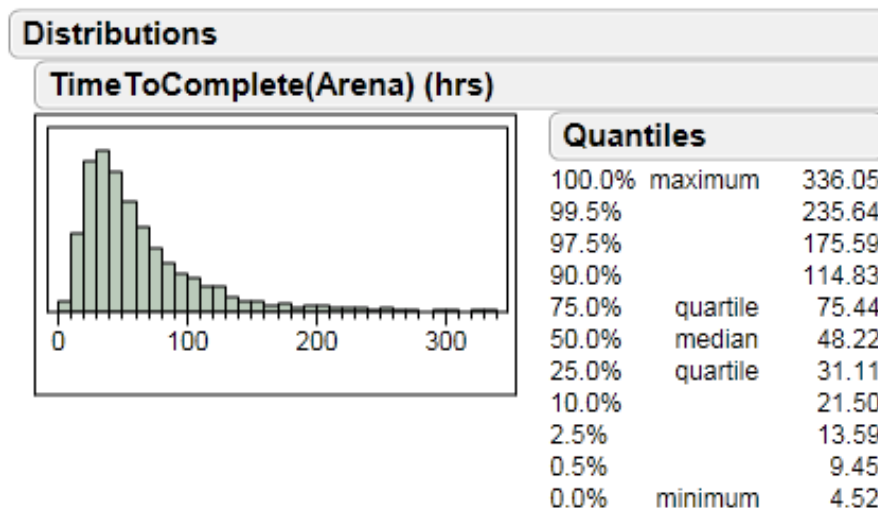 Distributions
TimeToComplete(Arena) (hrs)
Quantiles
100.0% maximum 336.05
99.5% 235.64
97.5% 175.59
90.0% 114.83
75.0% quartile 75.44
50.0% median 48.22
25.0% quartile 31.11
10.0% 21.50
2.5% 13.59
0.5% 9.45
0.0% minimum 4.52
0 100 200 300